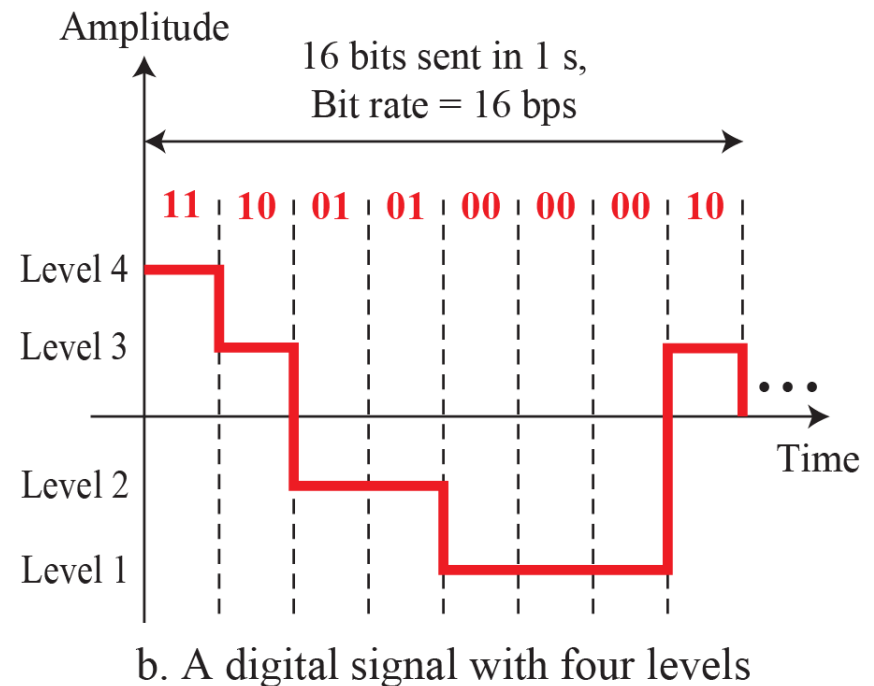 Amplitude
16 bits sent in 1 s,
Bit rate = 16 bps
11 10 01 01 00 00 00 10
Level 4
Level 3
Level 2
Level 1
Time
b. A digital signal with four levels